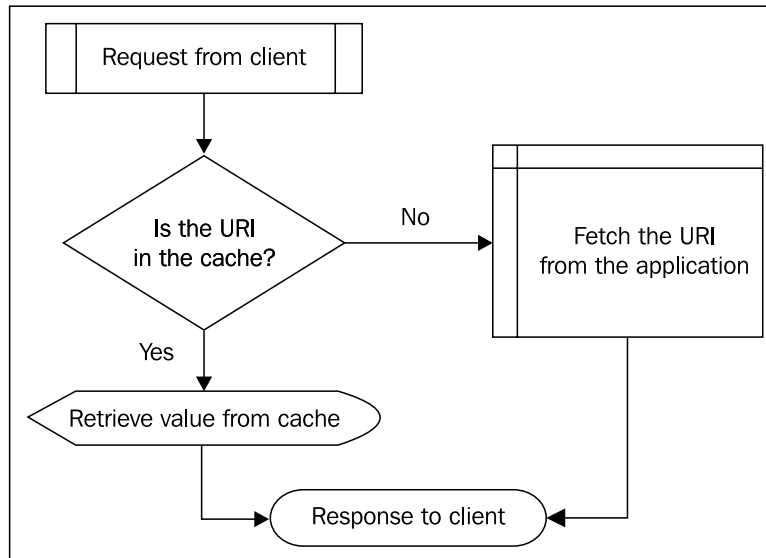 Request from client
Is the URI
in the cache?
No
Fetch the URI
from the application
Yes
Retrieve value from cache
Response to client